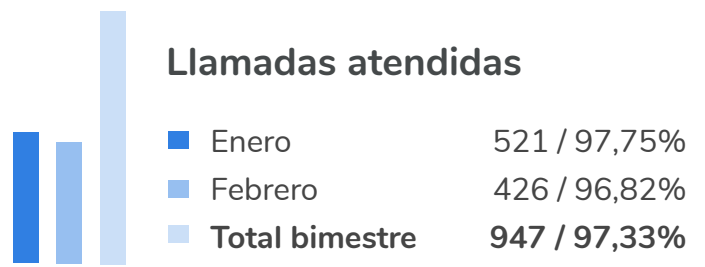 Llamadas atendidas
Enero 521 / 97,75%
Febrero 426 / 96,82%
Total bimestre 947 / 97,33%